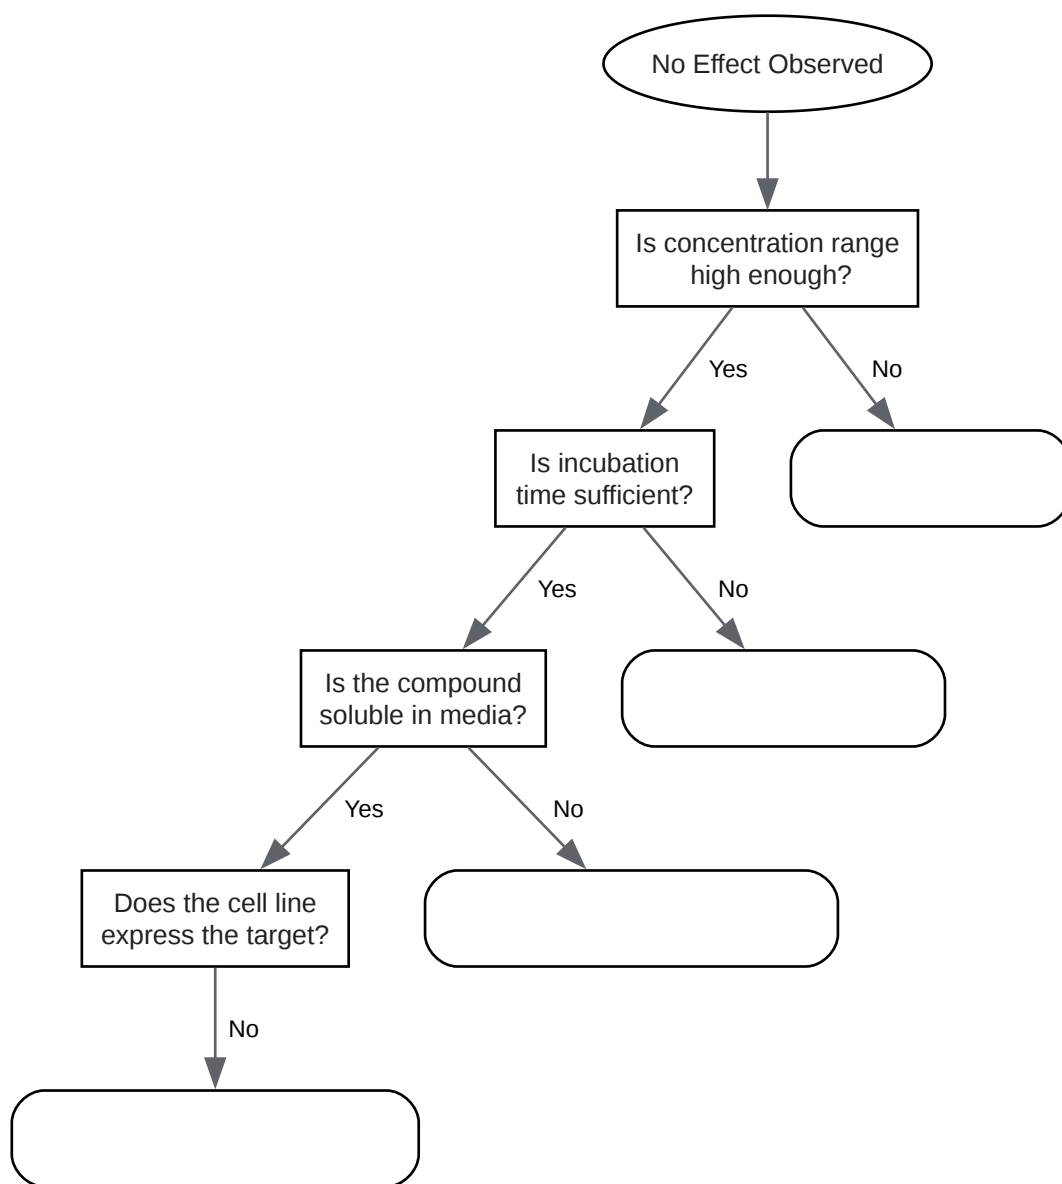 No Effect Observed
Is concentration range
high enough?
Yes
No
Is incubation
time sufficient?
Yes
No
Is the compound
soluble in media?
Yes
No
Does the cell line
express the target?
No